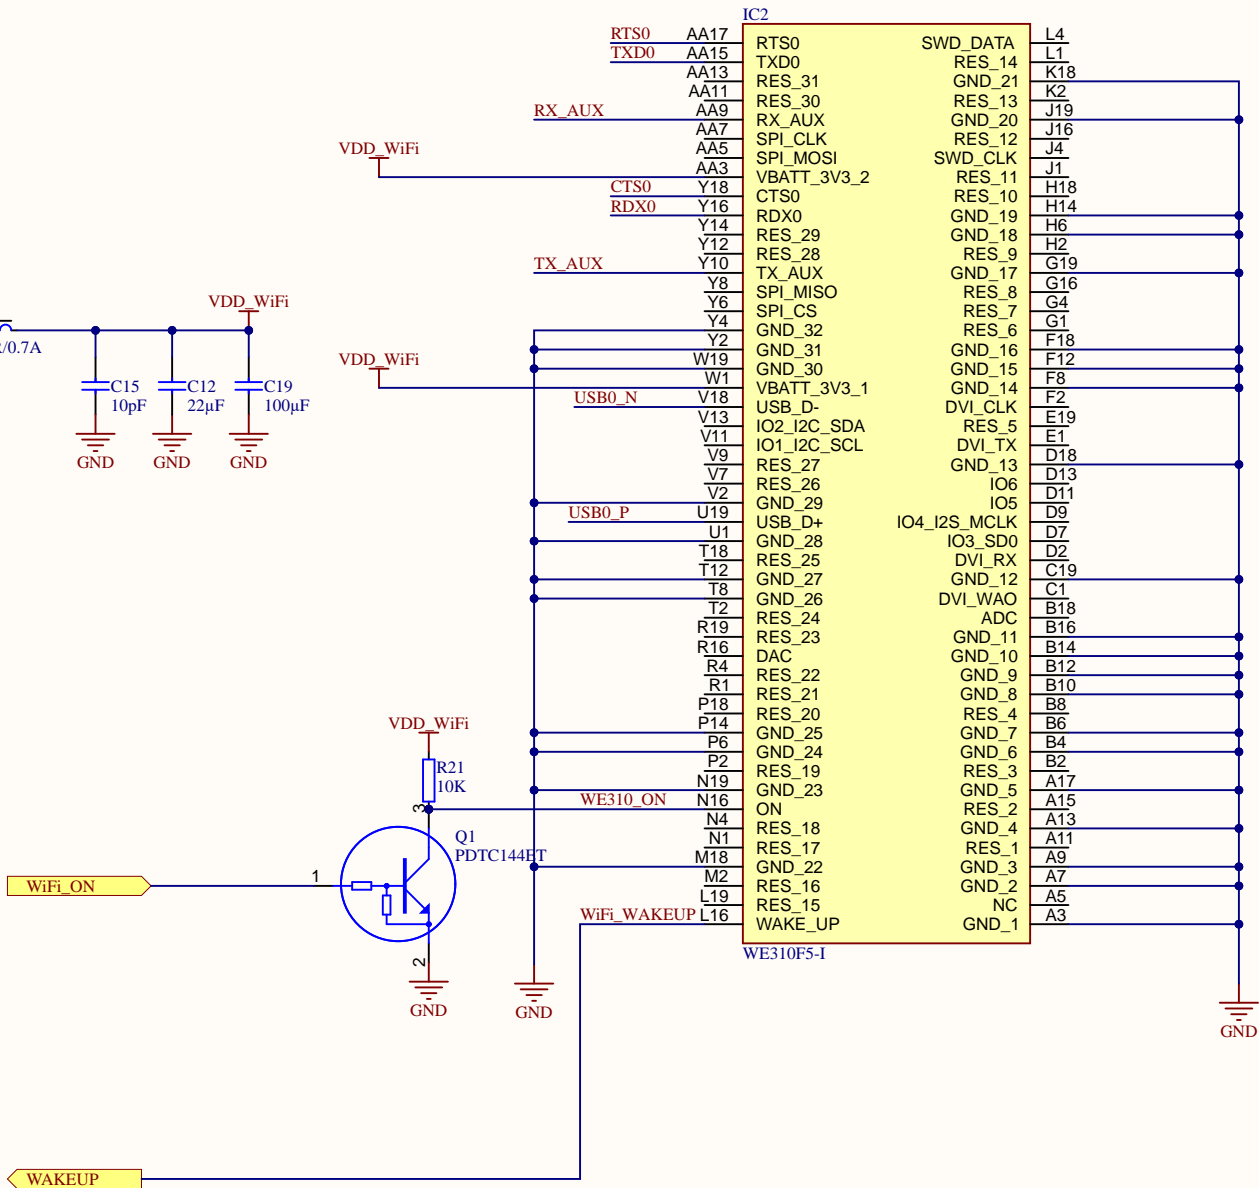 IC2
RTS0 AA17 RTS0 SWD_DATA L4
TXD0 AA15 TXD0 RES_14 L1
AA13 RES_31 GND_21 K18
AA11 RES_30 RES_13 K2
RX_AUX AA9 RX_AUX GND_20 J19
AA7 SPI_CLK RES_12 J16
AA5 SPI_MOSI SWD_CLK J4
VDD_WiFi
AA3 VBATT_3V3_2 RES_11 J1
CTS0 Y18 CTS0 RES_10 H18
RDX0 Y16 RDX0 GND_19 H14
Y14 RES_29 GND_18 H6
Y12 RES_28 RES_9 H2
TX_AUX Y10 TX_AUX GND_17 G19
Y8 SPI_MISO RES_8 G16
Y6 SPI_CS RES_7 G4
VDD_WiFi
Y4 GND_32 RES_6 G1
/0.7A
Y2 GND_31 GND_16 F18
VDD_WiFi
W19 GND_30 GND_15 F12
W1 VBATT_3V3_1 GND_14 F8
C15 C12 C19
10pF 22µF 100µF
USB0_N V18 USB_D- DVI_CLK F2
V13 IO2_I2C_SDA RES_5 E19
V11 IO1_I2C_SCL DVI_TX E1
GND GND GND
V9 RES_27 GND_13 D18
V7 RES_26 IO6 D13
V2 GND_29 IO5 D11
USB0_P U19 USB_D+ IO4_I2S_MCLK D9
U1 GND_28 IO3_SD0 D7
T18 RES_25 DVI_RX D2
T12 GND_27 GND_12 C19
T8 GND_26 DVI_WAO C1
T2 RES_24 ADC B18
R19 RES_23 GND_11 B16
R16 DAC GND_10 B14
R4 RES_22 GND_9 B12
R1 RES_21 GND_8 B10
P18 RES_20 RES_4 B8
VDD_WiFi
P14 GND_25 GND_7 B6
P6 GND_24 GND_6 B4
R21
10K
P2 RES_19 RES_3 B2
N19 GND_23 GND_5 A17
3
WE310_ON N16 ON RES_2 A15
N4 RES_18 GND_4 A13
Q1
PDTC144ET
N1 RES_17 RES_1 A11
M18 GND_22 GND_3 A9
WiFi_ON 1
M2 RES_16 GND_2 A7
L19 RES_15 NC A5
WiFi_WAKEUP L16 WAKE_UP GND_1 A3
WE310F5-I
2
GND GND GND
WAKEUP